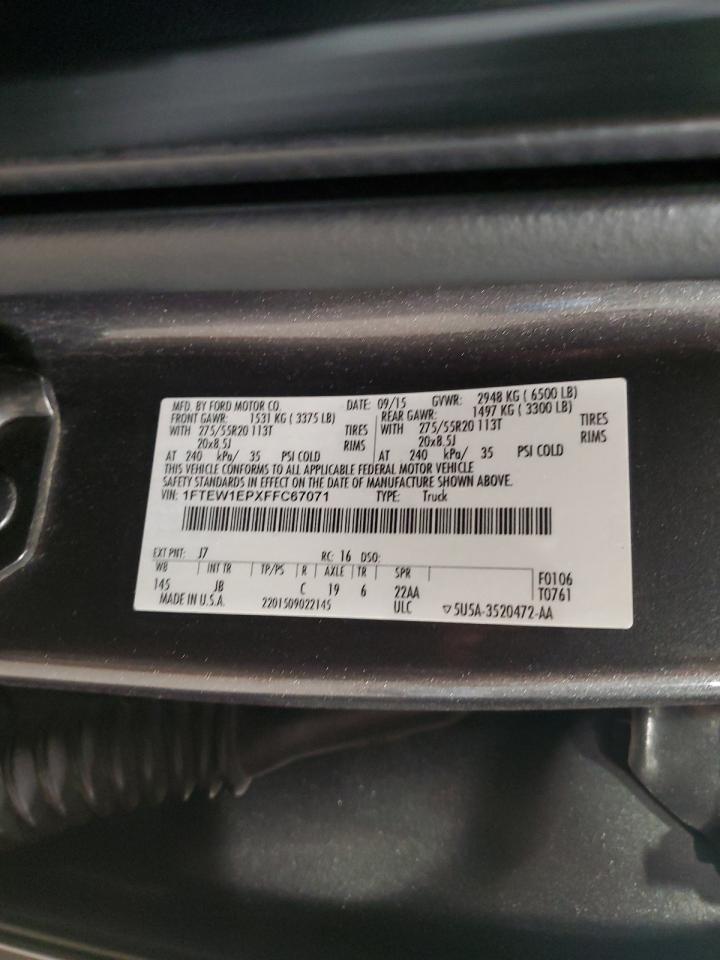 MFD. BY FORD MOTOR CO. DATE: 09/15 GVWR: 2948 KG ( 6500 LB)
FRONT GAWR: 1531 KG ( 3375 LB) REAR GAWR: 1497 KG ( 3300 LB)
WITH 275/55R20 113T TIRES WITH 275/55R20 113T TIRES
20x8.5J RIMS 20x8.5J RIMS
AT 240 kPa/ 35 PSI COLD AT 240 kPa/ 35 PSI COLD
THIS VEHICLE CONFORMS TO ALL APPLICABLE FEDERAL MOTOR VEHICLE
SAFETY STANDARDS IN EFFECT ON THE DATE OF MANUFACTURE SHOWN ABOVE.
VIN: 1FTEW1EPXFFC67071 TYPE: Truck
EXT PNT: J7 RC: 16 DSO:
WB INT TR TP/PS R AXLE TR SPR F0106
145 JB C 19 6 22AA T0761
MADE IN U.S.A. 2201509022145 ULC ▽5U5A-3520472-AA